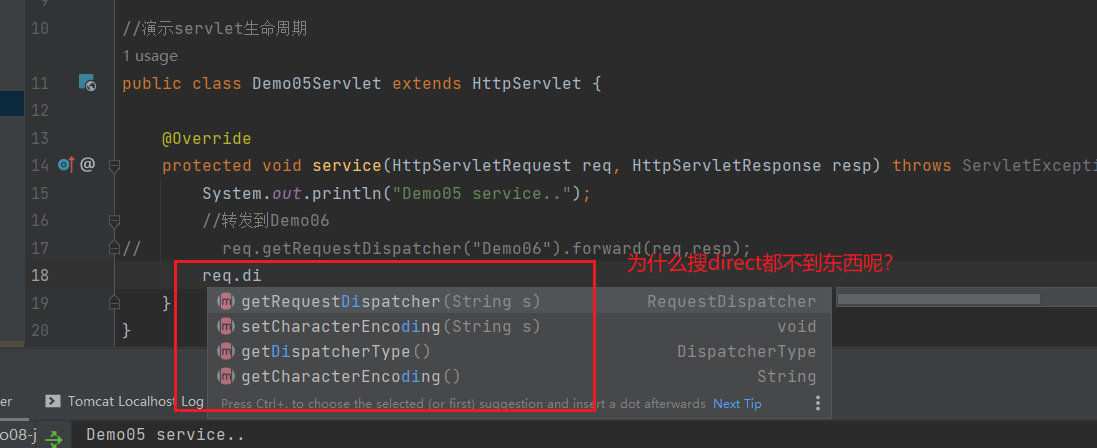 10 //演示servlet生命周期
1 usage
11 public class Demo05Servlet extends HttpServlet {
12
13 @Override
14 @ protected void service(HttpServletRequest req, HttpServletResponse resp) throws ServletExcepti
15 System.out.println("Demo05 service..");
16 //转发到Demo06
17 // req.getRequestDispatcher("Demo06").forward(req,resp);
为什么搜direct都不到东西呢?
18 req.di
getRequestDispatcher(String s) RequestDispatcher
19 }
setCharacterEncoding(String s) void
20 }
getDispatcherType() DispatcherType
getCharacterEncoding() String
er Tomcat Localhost Log
Press Ctrl+. to choose the selected (or first) suggestion and insert a dot afterwards Next Tip
o08-j Demo05 service..